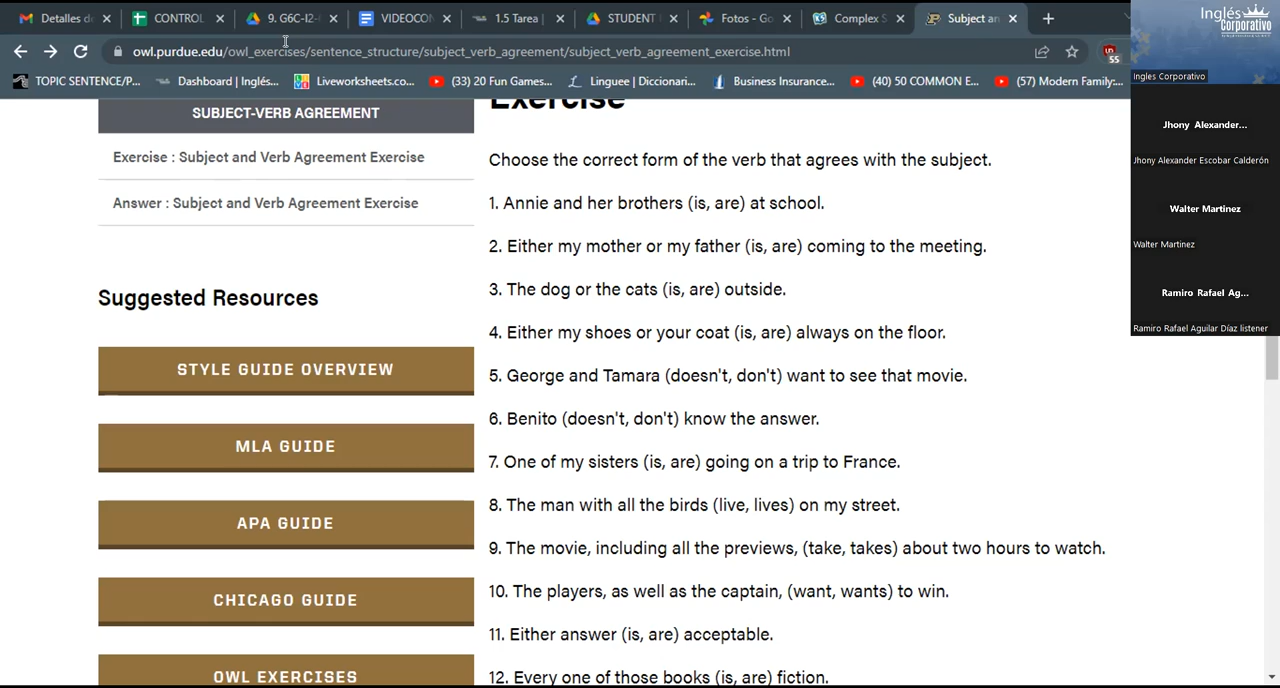 Detalles de
CONTROL
9. G6C-I2-
VIDEOCON
1.5 Tarea |
STUDENT
Fotos - Go
Complex S
Subject an
Inglés
Corporativo
owl.purdue.edu/owl_exercises/sentence_structure/subject_verb_agreement/subject_verb_agreement_exercise.html
55
Ingles Corporativo
TOPIC SENTENCE/P...
Dashboard | Inglés...
Liveworksheets.co...
(33) 20 Fun Games...
Linguee | Diccionari...
Business Insurance...
(40) 50 COMMON E...
(57) Modern Family:...
Exercise
SUBJECT-VERB AGREEMENT
Exercise : Subject and Verb Agreement Exercise
Answer : Subject and Verb Agreement Exercise
Suggested Resources
STYLE GUIDE OVERVIEW
MLA GUIDE
APA GUIDE
CHICAGO GUIDE
OWL EXERCISES
Choose the correct form of the verb that agrees with the subject.
1. Annie and her brothers (is, are) at school.
2. Either my mother or my father (is, are) coming to the meeting.
3. The dog or the cats (is, are) outside.
4. Either my shoes or your coat (is, are) always on the floor.
5. George and Tamara (doesn't, don't) want to see that movie.
6. Benito (doesn't, don't) know the answer.
7. One of my sisters (is, are) going on a trip to France.
8. The man with all the birds (live, lives) on my street.
9. The movie, including all the previews, (take, takes) about two hours to watch.
10. The players, as well as the captain, (want, wants) to win.
11. Either answer (is, are) acceptable.
12. Every one of those books (is, are) fiction.
Jhony Alexander...
Jhony Alexander Escobar Calderón
Walter Martinez
Walter Martinez
Ramiro Rafael Ag...
Ramiro Rafael Aguilar Díaz listener